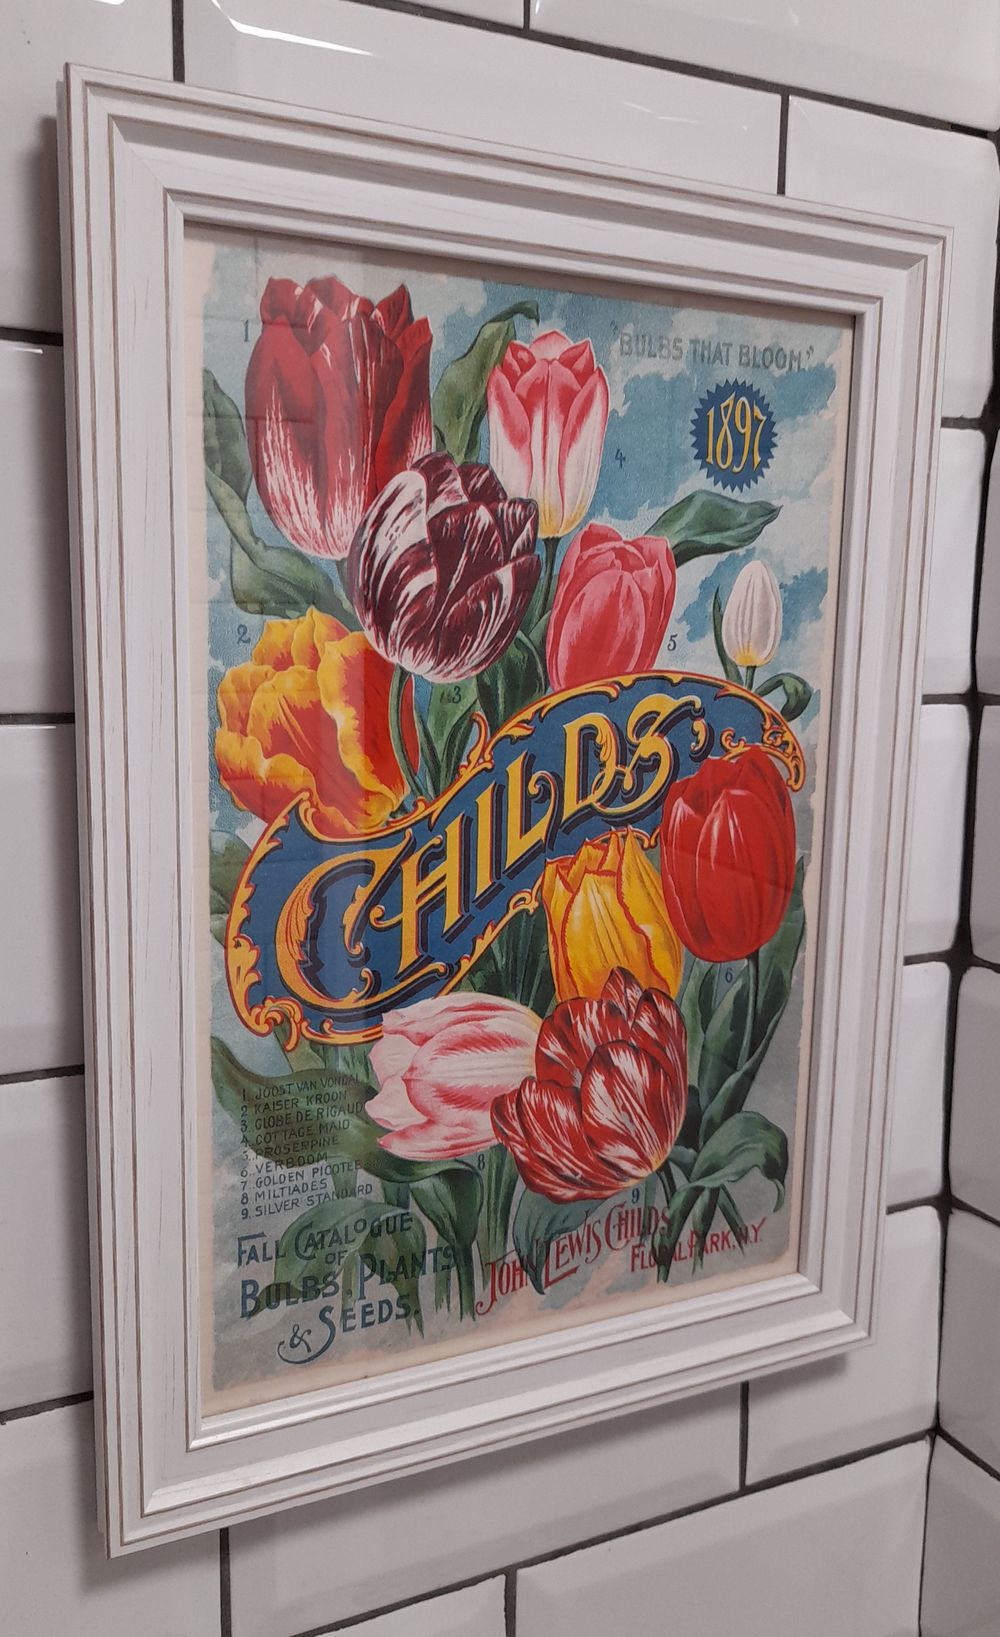 "BULBS THAT BLOOM."
1897
1
4
2
3
5
CHILDS'
6
1. JOOST VAN VONDAL
2 KAISER KROON
3. GLOBE DE RIGAUD
4. COTTAGE MAID
5. PROSERPINE
6. VERBOOM
7. GOLDEN PICOTEE
8. MILTIADES
9. SILVER STANDARD
8
9
FALL CATALOGUE
OF
BULBS, PLANTS
& SEEDS.
JOHN LEWIS CHILDS
FLORAL PARK, N.Y.